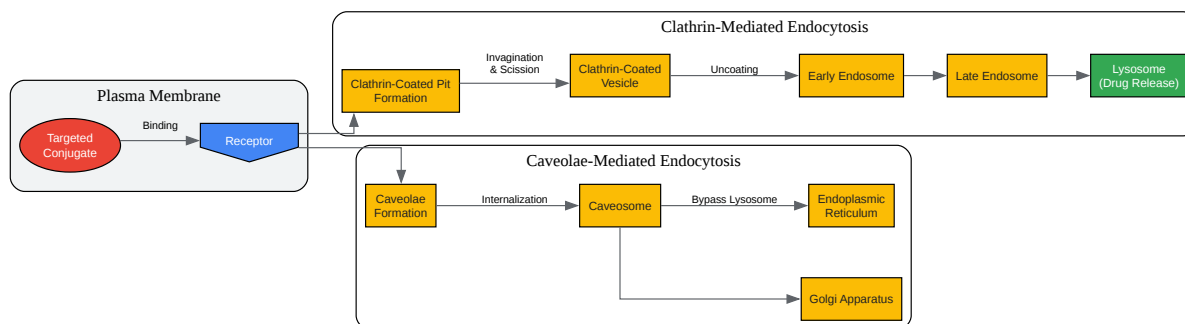 Clathrin-Mediated Endocytosis
Clathrin-Coated Pit
Formation
Invagination
& Scission
Clathrin-Coated
Vesicle
Uncoating
Early Endosome
Late Endosome
Lysosome
(Drug Release)
Plasma Membrane
Targeted
Conjugate
Binding
Receptor
Caveolae-Mediated Endocytosis
Caveolae
Formation
Internalization
Caveosome
Bypass Lysosome
Endoplasmic
Reticulum
Golgi Apparatus